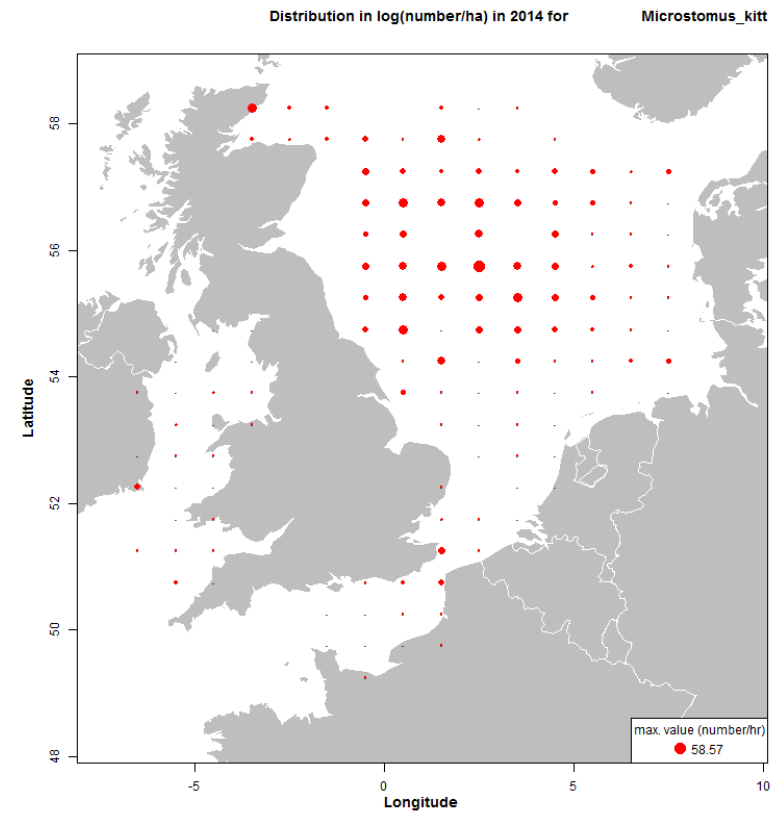 Distribution in log(number/ha) in 2014 for Microstomus_kitt
58
56
54
52
50
48
Latitude
-5 0 5 10
Longitude
max. value (number/hr)
58.57